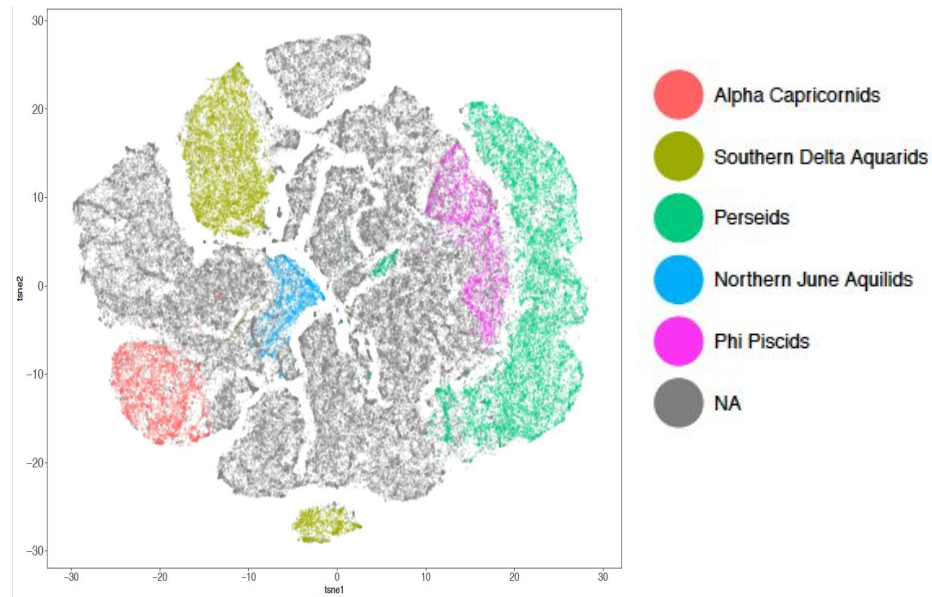 30
20
10
0
−10
−20
−30
tsne2
−30
−20
−10
0
10
20
30
tsne1
Alpha Capricornids
Southern Delta Aquarids
Perseids
Northern June Aquilids
Phi Piscids
NA